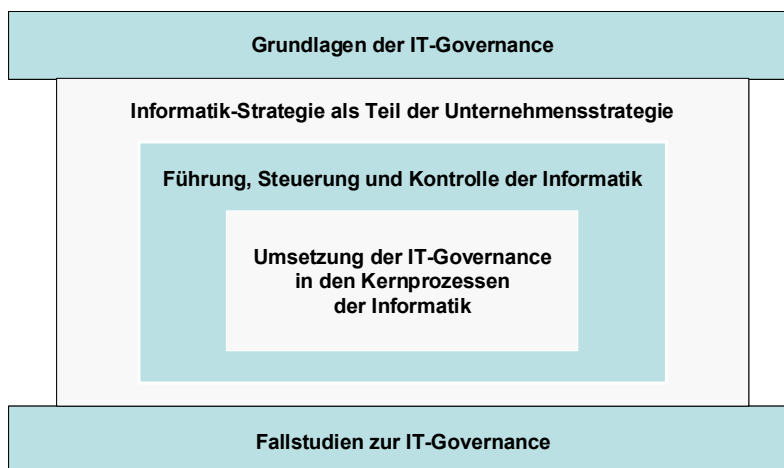 Grundlagen der IT-Governance
Informatik-Strategie als Teil der Unternehmensstrategie
Führung, Steuerung und Kontrolle der Informatik
Umsetzung der IT-Governance
in den Kernprozessen
der Informatik
Fallstudien zur IT-Governance